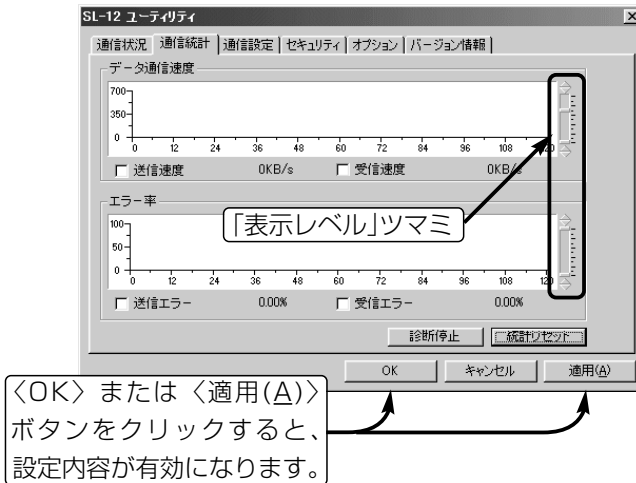 SL-12 ユーティリティ
通信状況 通信統計 通信設定 セキュリティ オプション バージョン情報
データ通信速度
700
350
0
0 12 24 36 48 60 72 84 96 108 120
送信速度 0KB/s 受信速度 0KB/s
エラー率
「表示レベル」ツマミ
100
50
0
0 12 24 36 48 60 72 84 96 108 120
送信エラー 0.00% 受信エラー 0.00%
診断停止 統計リセット
OK キャンセル 適用(A)
〈OK〉または〈適用(A)〉
ボタンをクリックすると、
設定内容が有効になります。